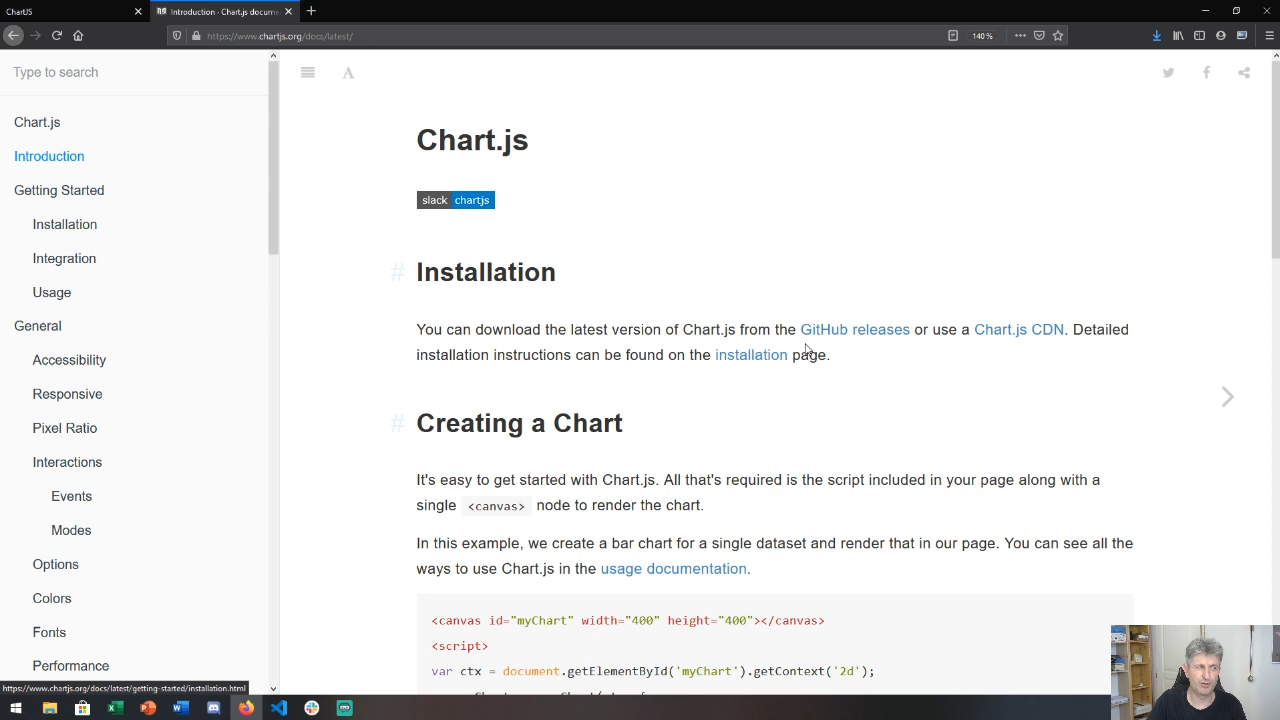 ChartJS
Introduction · Chart.js docume
https://www.chartjs.org/docs/latest/
140%
Type to search
Chart.js
Introduction
Getting Started
Installation
Integration
Usage
General
Accessibility
Responsive
Pixel Ratio
Interactions
Events
Modes
Options
Colors
Fonts
Performance
https://www.chartjs.org/docs/latest/getting-started/installation.html
A
Chart.js
slack chartjs
# Installation
You can download the latest version of Chart.js from the GitHub releases or use a Chart.js CDN. Detailed
installation instructions can be found on the installation page.
# Creating a Chart
It's easy to get started with Chart.js. All that's required is the script included in your page along with a
single <canvas> node to render the chart.
In this example, we create a bar chart for a single dataset and render that in our page. You can see all the
ways to use Chart.js in the usage documentation.
<canvas id="myChart" width="400" height="400"></canvas>
<script>
var ctx = document.getElementById('myChart').getContext('2d');